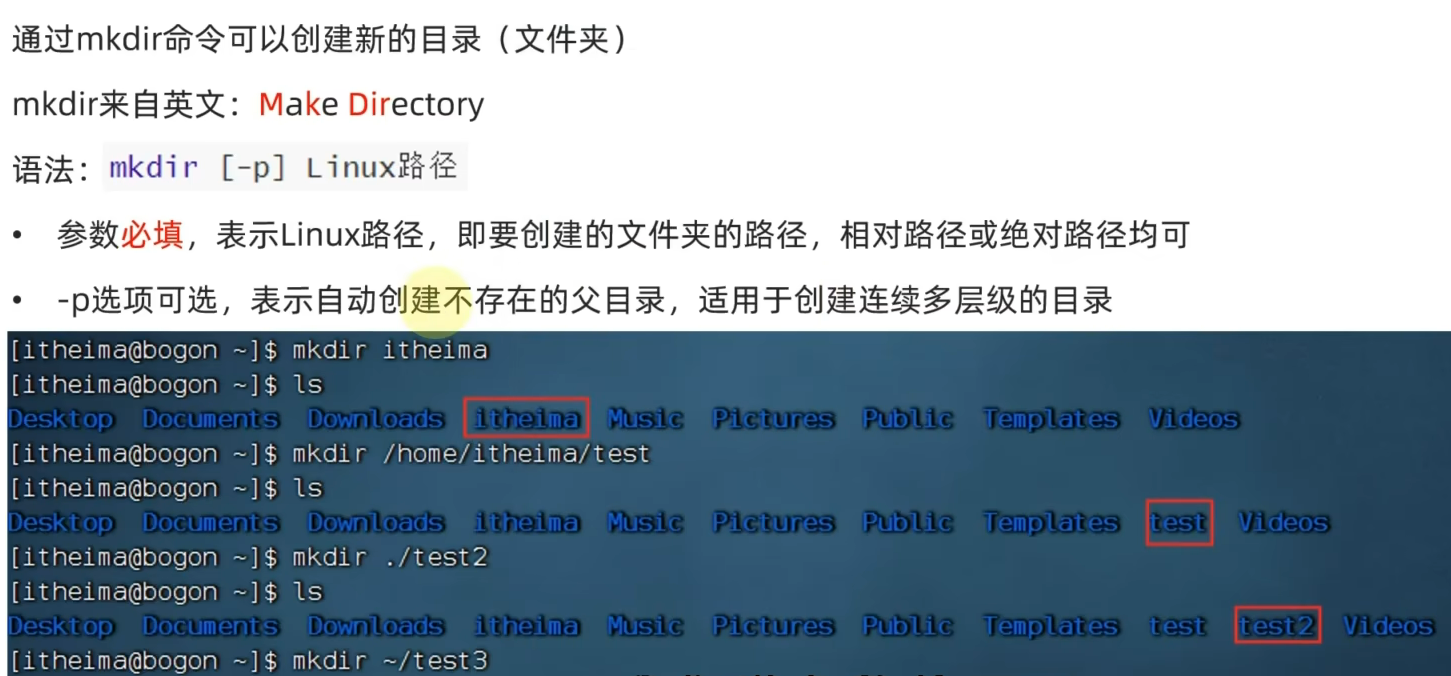 通过mkdir命令可以创建新的目录（文件夹）
mkdir来自英文：Make Directory
语法：mkdir [-p] Linux路径
• 参数必填，表示Linux路径，即要创建的文件夹的路径，相对路径或绝对路径均可
• -p选项可选，表示自动创建不存在的父目录，适用于创建连续多层级的目录
[itheima@bogon ~]$ mkdir itheima
[itheima@bogon ~]$ ls
Desktop Documents Downloads itheima Music Pictures Public Templates Videos
[itheima@bogon ~]$ mkdir /home/itheima/test
[itheima@bogon ~]$ ls
Desktop Documents Downloads itheima Music Pictures Public Templates test Videos
[itheima@bogon ~]$ mkdir ./test2
[itheima@bogon ~]$ ls
Desktop Documents Downloads itheima Music Pictures Public Templates test test2 Videos
[itheima@bogon ~]$ mkdir ~/test3